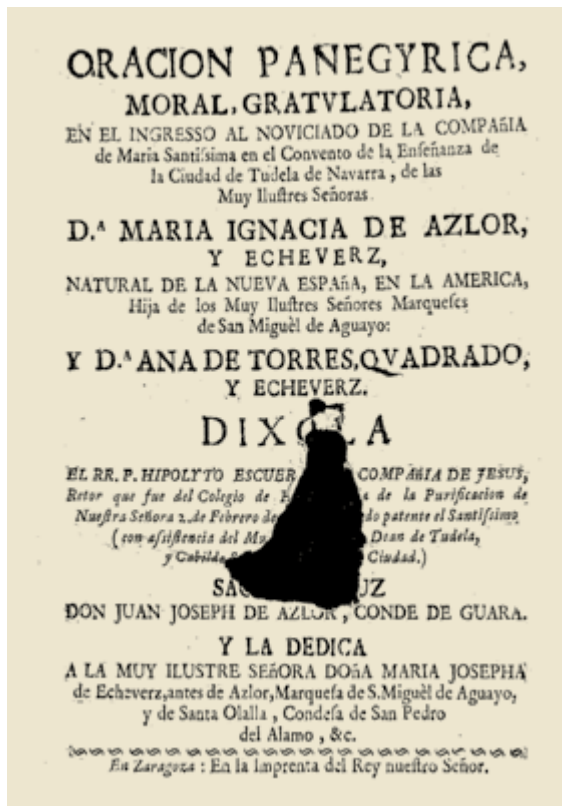 ORACION PANEGYRICA,
MORAL, GRATVLATORIA,
EN EL INGRESSO AL NOVICIADO DE LA COMPAñIA
de Maria Santiſsima en el Convento de la Enſeñanza de
la Ciudad de Tudela de Navarra, de las
Muy Iluſtres Señoras
D.ª MARIA IGNACIA DE AZLOR,
Y ECHEVERZ,
NATURAL DE LA NUEVA ESPAñA, EN LA AMERICA,
Hija de los Muy Iluſtres Señores Marqueſes
de San Miguèl de Aguayo:
Y D.ª ANA DE TORRES, QVADRADO,
Y ECHEVERZ.
DIXOLA
EL RR. P. HIPOLYTO ESCUER COMPAñIA DE JESUS,
Retor que fue del Colegio de de la Purificacion de
Nueſtra Señora 2. de Febrero de patente el Santiſsimo
(con aſsiſtencia del Dean de Tudela,
y Cabildo Ciudad.)
DON JUAN JOSEPH DE AZLOR, CONDE DE GUARA.
Y LA DEDICA
A LA MUY ILUSTRE SEñORA DOñA MARIA JOSEPHA
de Echeverz, antes de Azlor, Marqueſa de S. Miguèl de Aguayo,
y de Santa Olalla, Condeſa de San Pedro
del Alamo, &c.
En Zaragoza: En la Imprenta del Rey nueſtro Señor.